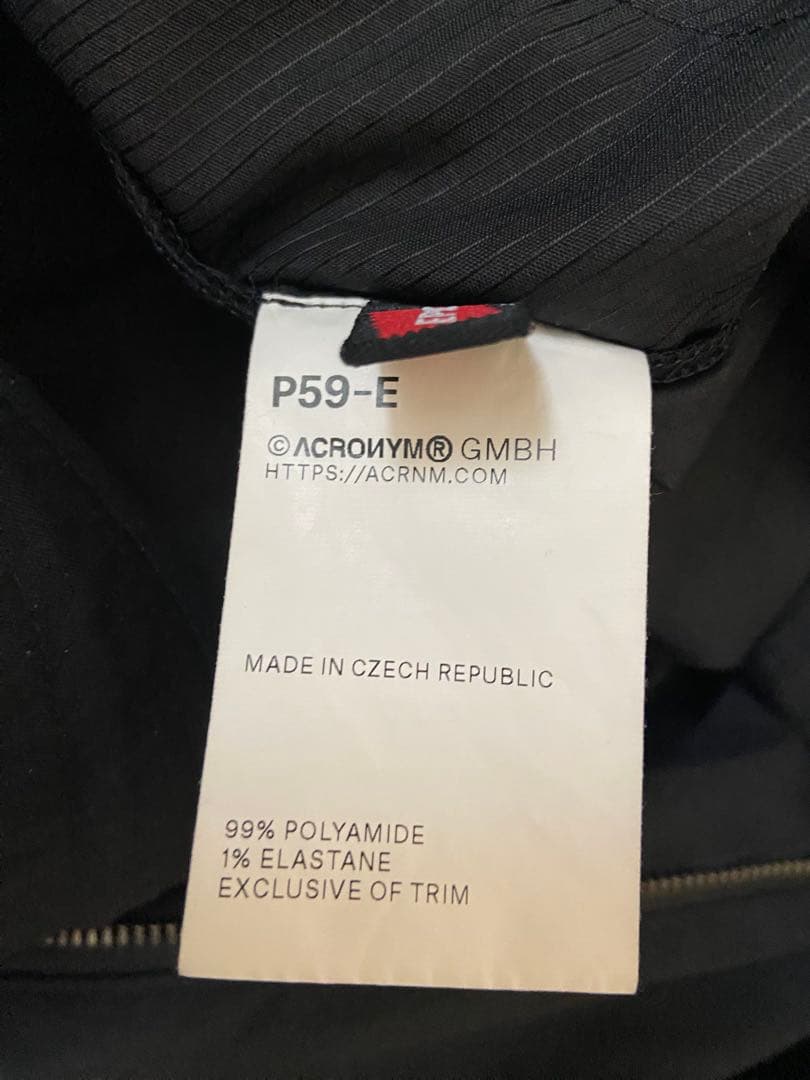 P59-E
©ACRONYM® GMBH
HTTPS://ACRNM.COM
MADE IN CZECH REPUBLIC
99% POLYAMIDE
1% ELASTANE
EXCLUSIVE OF TRIM